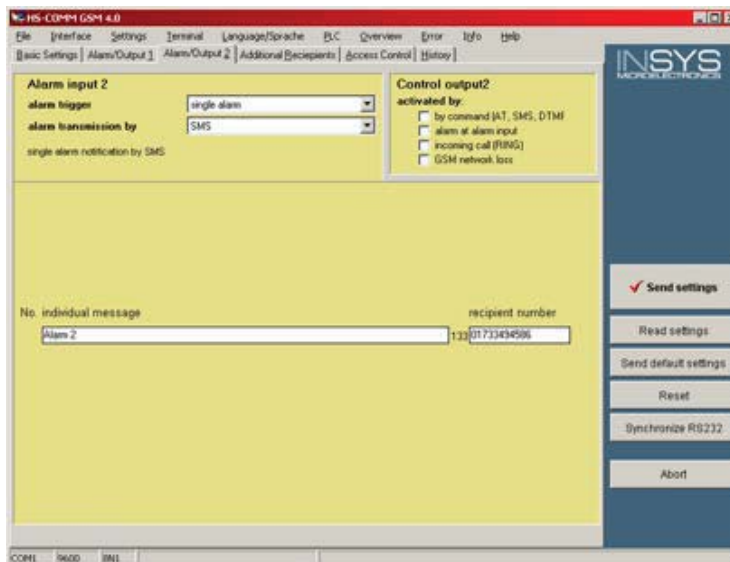 HS-COMM GSM 4.0
File Interface Settings Terminal Language/Sprache PLC Overview Error Info Help
Basic Settings Alarm/Output 1 Alarm/Output 2 Additional Reciepients Access Control History
INSYS
MICROELECTRONICS
Alarm input 2
alarm trigger single alarm
alarm transmission by SMS
single alarm notification by SMS
Control output2
activated by:
by command (AT, SMS, DTMF
alarm at alarm input
incoming call (RING)
GSM network loss
Send settings
Read settings
Send default settings
Reset
Synchronize RS232
Abort
No. individual message recipient number
Alarm 2 133 01733494586
COM1 9600 8N1